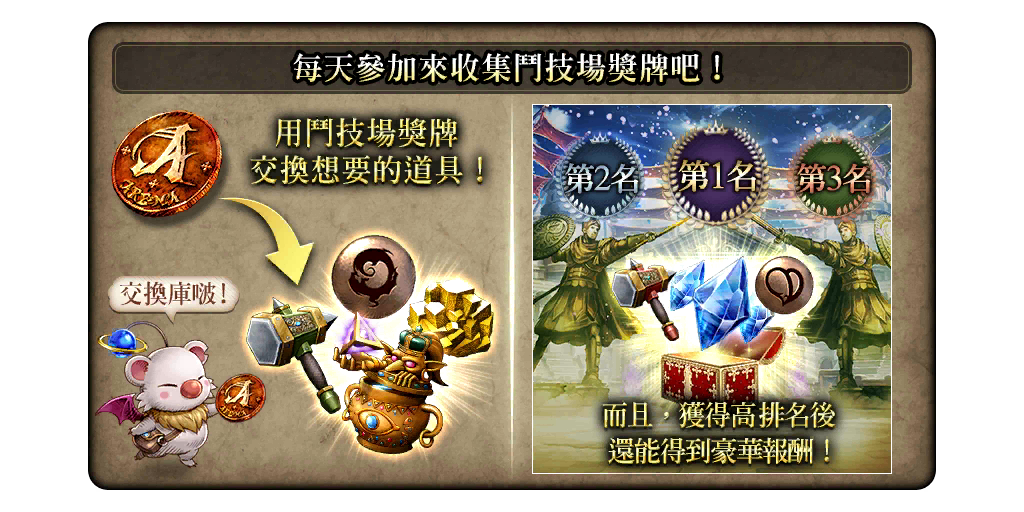 每天參加來收集鬥技場獎牌吧！
用鬥技場獎牌
交換想要的道具！
A
ARENA
交換庫啵！
A
第2名
第1名
第3名
而且，獲得高排名後
還能得到豪華報酬！